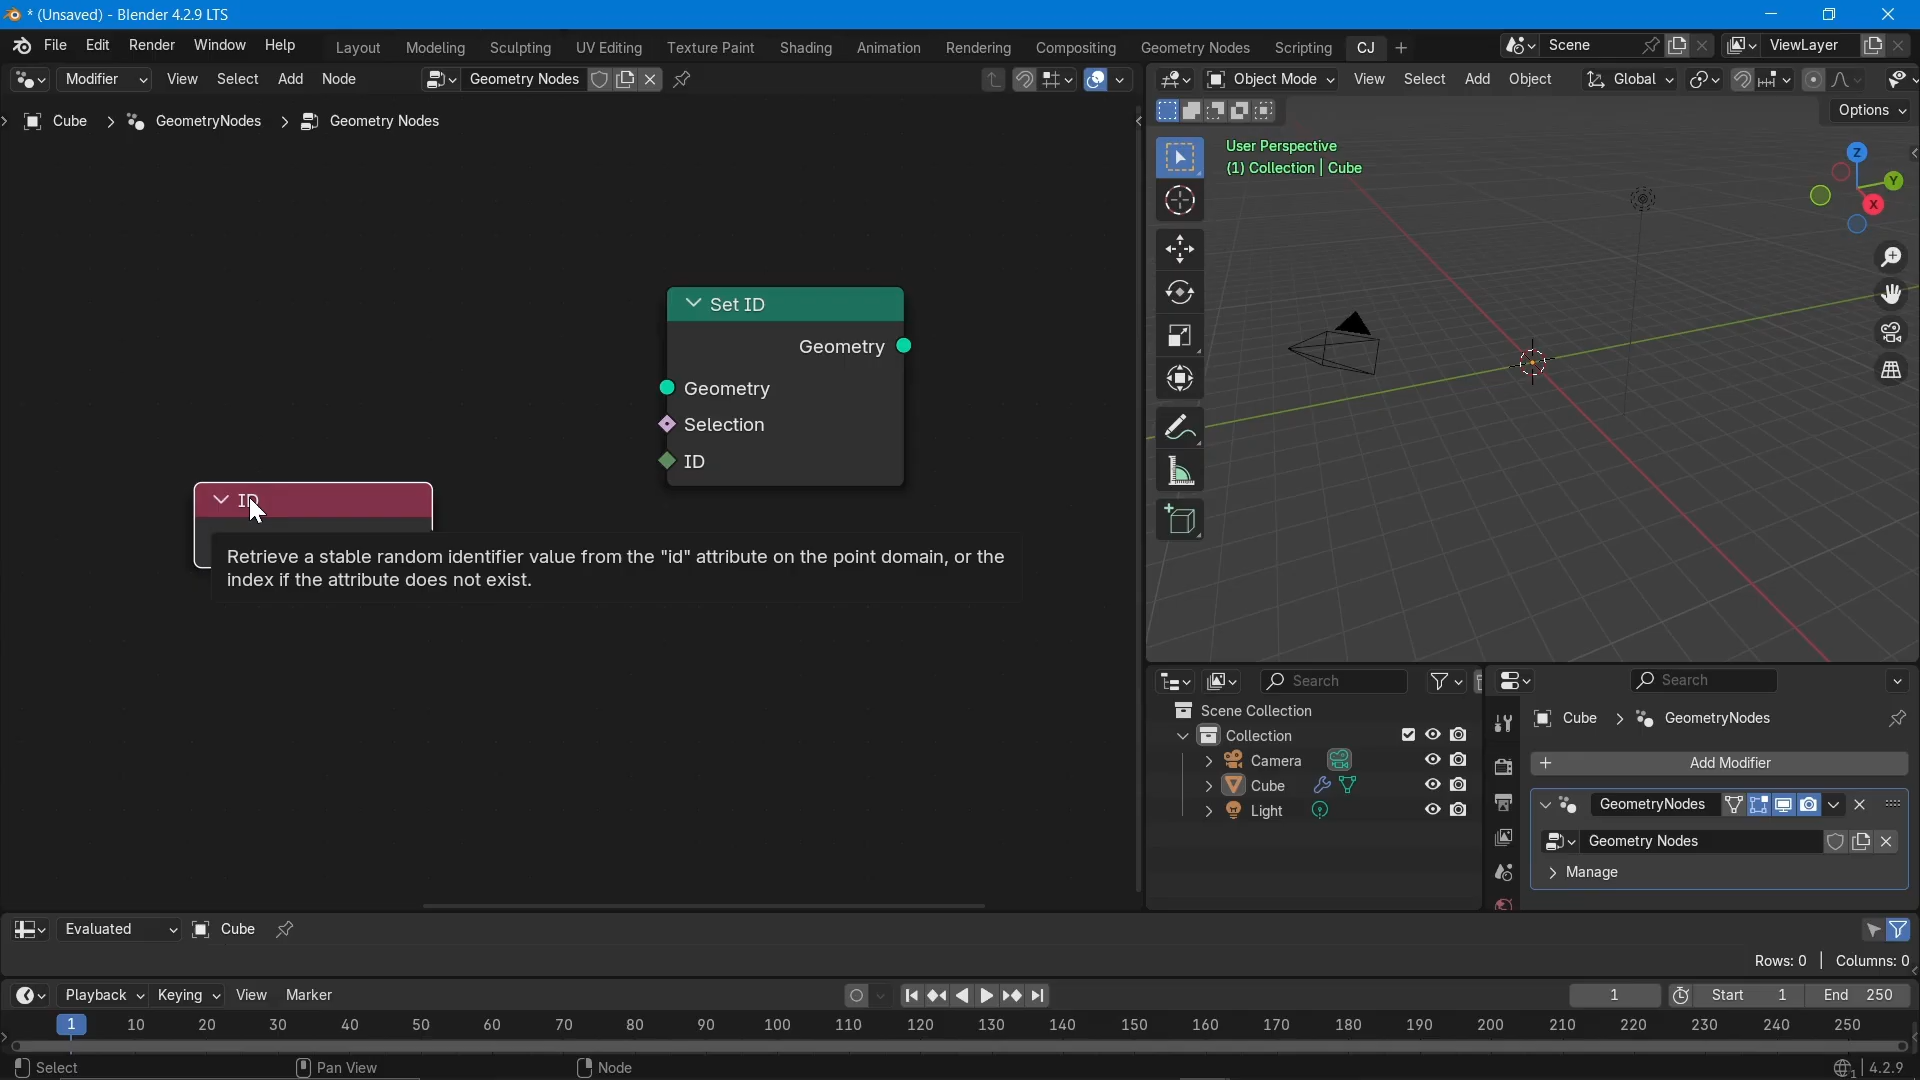 * (Unsaved) - Blender 4.2.9 LTS
File Edit Render Window Help Layout Modeling Sculpting UV Editing Texture Paint Shading Animation Rendering Compositing Geometry Nodes Scripting CJ + Scene ViewLayer
Modifier View Select Add Node Geometry Nodes Object Mode View Select Add Object Global
Options
Cube > GeometryNodes > Geometry Nodes
User Perspective
(1) Collection | Cube
Z
Y
X
Set ID
Geometry
Geometry
Selection
ID
ID
Retrieve a stable random identifier value from the "id" attribute on the point domain, or the
index if the attribute does not exist.
Search
Search
Scene Collection
Collection
Camera
Cube
Light
Cube > GeometryNodes
+ Add Modifier
GeometryNodes
Geometry Nodes
Manage
Evaluated Cube
Rows: 0 | Columns: 0
Playback Keying View Marker 1 Start 1 End 250
1 10 20 30 40 50 60 70 80 90 100 110 120 130 140 150 160 170 180 190 200 210 220 230 240 250
Select Pan View Node 1 4.2.9